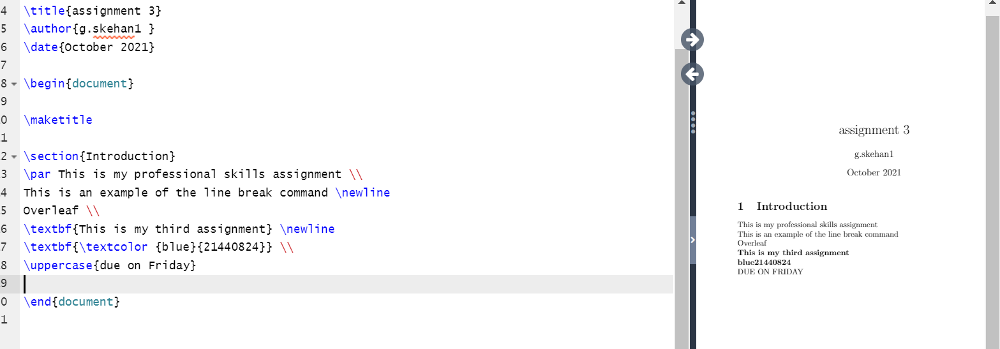 4 \title{assignment 3}
5 \author{g.skehan1 }
6 \date{October 2021}
7
8 \begin{document}
9
0 \maketitle
1
2 \section{Introduction}
3 \par This is my professional skills assignment \\
4 This is an example of the line break command \newline
5 Overleaf \\
6 \textbf{This is my third assignment} \newline
7 \textbf{\textcolor {blue}{21440824}} \\
8 \uppercase{due on Friday}
9
0 \end{document}
1
assignment 3
g.skehan1
October 2021
1 Introduction
This is my professional skills assignment
This is an example of the line break command
Overleaf
This is my third assignment
blue21440824
DUE ON FRIDAY